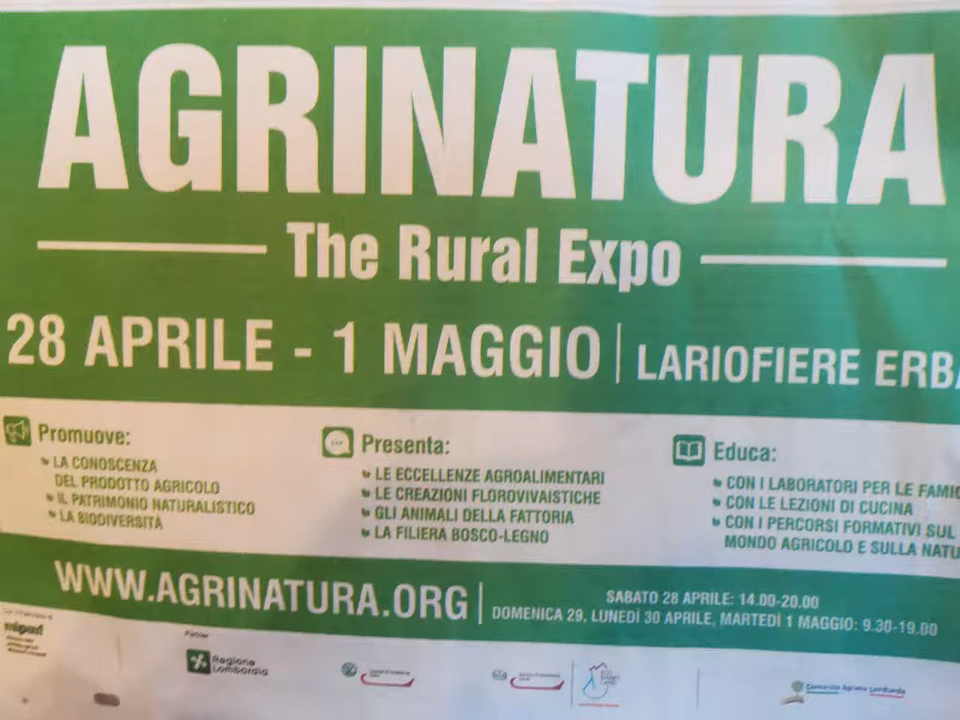 AGRINATURA
The Rural Expo
28 APRILE - 1 MAGGIO | LARIOFIERE ERBA
Promuove:
LA CONOSCENZA
DEL PRODOTTO AGRICOLO
IL PATRIMONIO NATURALISTICO
LA BIODIVERSITÀ
Presenta:
LE ECCELLENZE AGROALIMENTARI
LE CREAZIONI FLOROVIVAISTICHE
GLI ANIMALI DELLA FATTORIA
LA FILIERA BOSCO-LEGNO
Educa:
CON I LABORATORI PER LE FAMIG
CON LE LEZIONI DI CUCINA
CON I PERCORSI FORMATIVI SUL
MONDO AGRICOLO E SULLA NATU
WWW.AGRINATURA.ORG
SABATO 28 APRILE: 14.00-20.00
DOMENICA 29, LUNEDÌ 30 APRILE, MARTEDÌ 1 MAGGIO: 9.30-19.00
Partner
Regione
Lombardia
Consorzio Agrario Lombardo